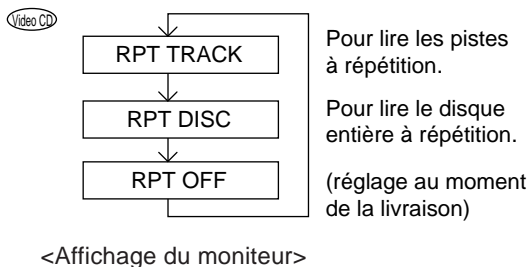 Video CD
RPT TRACK
Pour lire les pistes
à répétition.
RPT DISC
Pour lire le disque
entière à répétition.
RPT OFF
(réglage au moment
de la livraison)
<Affichage du moniteur>